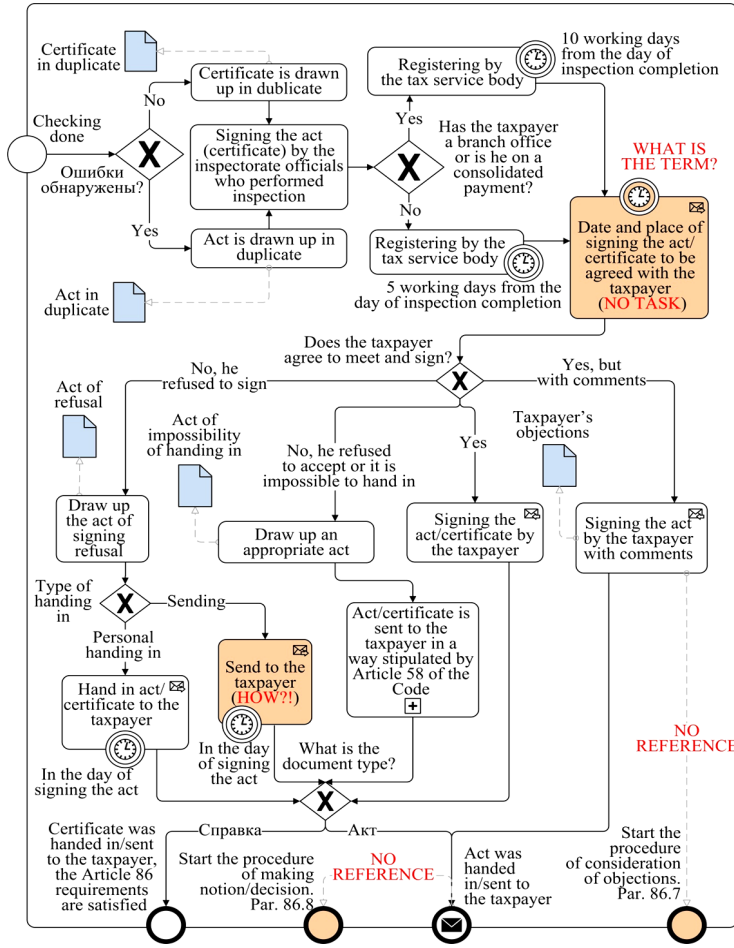 Certificate
in duplicate
Certificate is drawn
up in dublicate
10 working days
from the day of
inspection completion
Registering by
the tax service body
No
Checking
done
Yes
X
Ошибки
обнаружены?
Signing the act
(certificate) by the
inspectorate officials
who performed
inspection
X
Has the taxpayer
a branch office
or is he on a
consolidated
payment?
WHAT IS
THE TERM?
No
Yes
Act is drawn up in
duplicate
Registering by the
tax service body
Date and place of
signing the act/
certificate to be
agreed with the
taxpayer
(NO TASK)
Act in
duplicate
5 working days from the
day of inspection completion
Does the taxpayer
agree to meet and sign?
No, he
refused to sign
X
Yes, but
with comments
Act of
refusal
Act of
impossibility
of handing in
No, he refused
to accept or it is
impossible to hand in
Yes
Taxpayer's
objections
Draw up
the act of
signing
refusal
Draw up an
appropriate act
Signing the
act/certificate by
the taxpayer
Signing the act
by the taxpayer
with comments
Type of
handing
in
X
Sending
Personal
handing in
Act/certificate is
sent to the
taxpayer in a
way stipulated by
Article 58 of the
Code
Send to the
taxpayer
(HOW?!)
Hand in act/
certificate to the
taxpayer
In the day of
signing the act
In the day
of signing
the act
What is the
document type?
NO
REFERENCE
X
Справка
Акт
Certificate was
handed in/sent
to the taxpayer,
the Article 86
requirements
are satisfied
Start the procedure
of making
notion/decision.
Par. 86.8
NO
REFERENCE
Act was
handed
in/sent to
the taxpayer
Start the
procedure
of consideration
of objections.
Par. 86.7